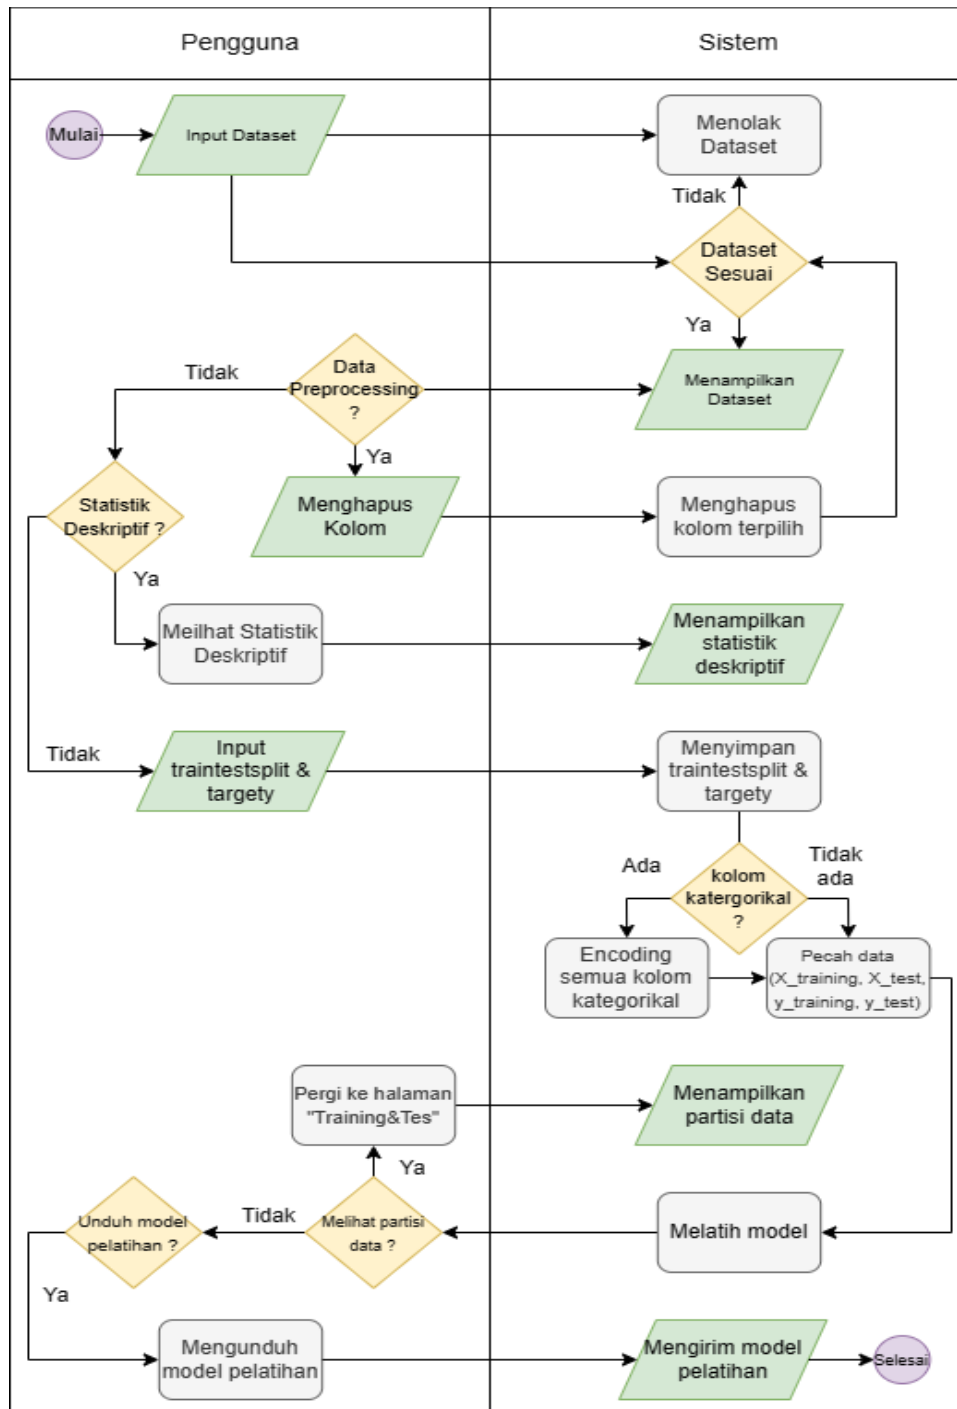 Pengguna
Sistem
Mulai
Input Dataset
Menolak
Dataset
Tidak
Dataset
Sesuai
Ya
Tidak
Data
Preprocessing
?
Menampilkan
Dataset
Ya
Statistik
Deskriptif ?
Menghapus
Kolom
Menghapus
kolom terpilih
Ya
Meilhat Statistik
Deskriptif
Menampilkan
statistik
deskriptif
Tidak
Input
traintestsplit &
targety
Menyimpan
traintestsplit &
targety
Ada
kolom
katergorikal
?
Tidak
ada
Encoding
semua kolom
kategorikal
Pecah data
(X_training, X_test,
y_training, y_test)
Pergi ke halaman
"Training&Tes"
Menampilkan
partisi data
Ya
Unduh model
pelatihan ?
Tidak
Melihat partisi
data ?
Melatih model
Ya
Mengunduh
model pelatihan
Mengirim model
pelatihan
Selesai